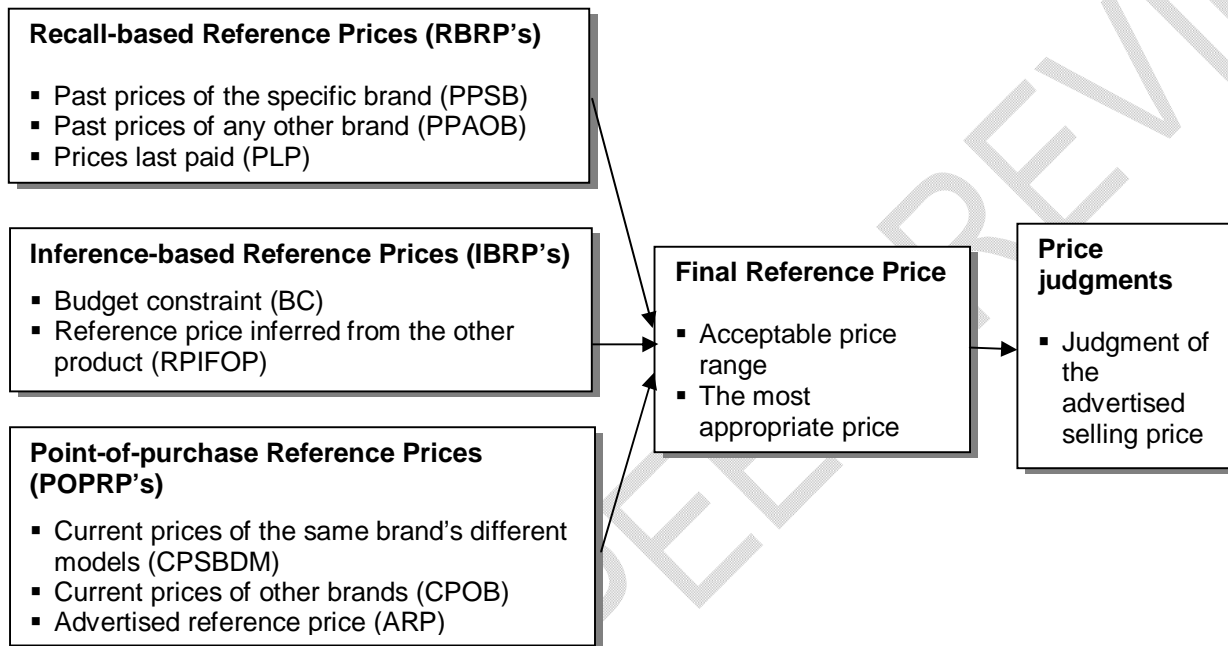 Recall-based Reference Prices (RBRP's)
▪ Past prices of the specific brand (PPSB)
▪ Past prices of any other brand (PPAOB)
▪ Prices last paid (PLP)
Inference-based Reference Prices (IBRP's)
▪ Budget constraint (BC)
▪ Reference price inferred from the other
product (RPIFOP)
Point-of-purchase Reference Prices
(POPRP's)
▪ Current prices of the same brand's different
models (CPSBDM)
▪ Current prices of other brands (CPOB)
▪ Advertised reference price (ARP)
Final Reference Price
▪ Acceptable price
range
▪ The most
appropriate price
Price
judgments
▪ Judgment of
the
advertised
selling price